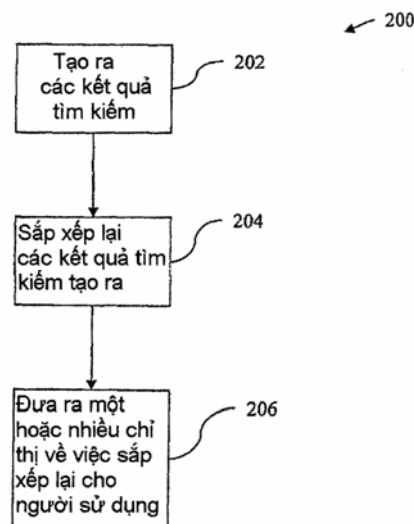 200
Tạo ra
các kết quả
tìm kiếm
202
Sắp xếp lại
các kết quả tìm
kiếm tạo ra
204
Đưa ra một
hoặc nhiều chỉ
thị về việc sắp
xếp lại cho
người sử dụng
206